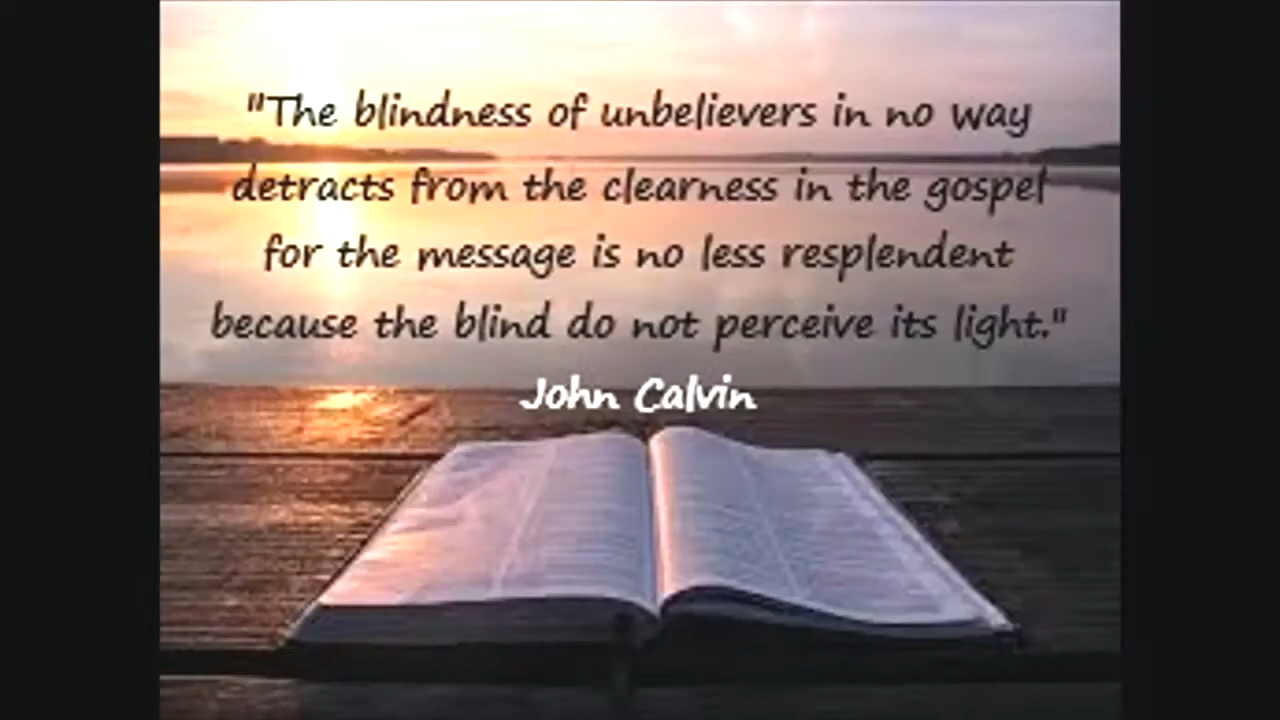 "The blindness of unbelievers in no way
detracts from the clearness in the gospel
for the message is no less resplendent
because the blind do not perceive its light."
John Calvin